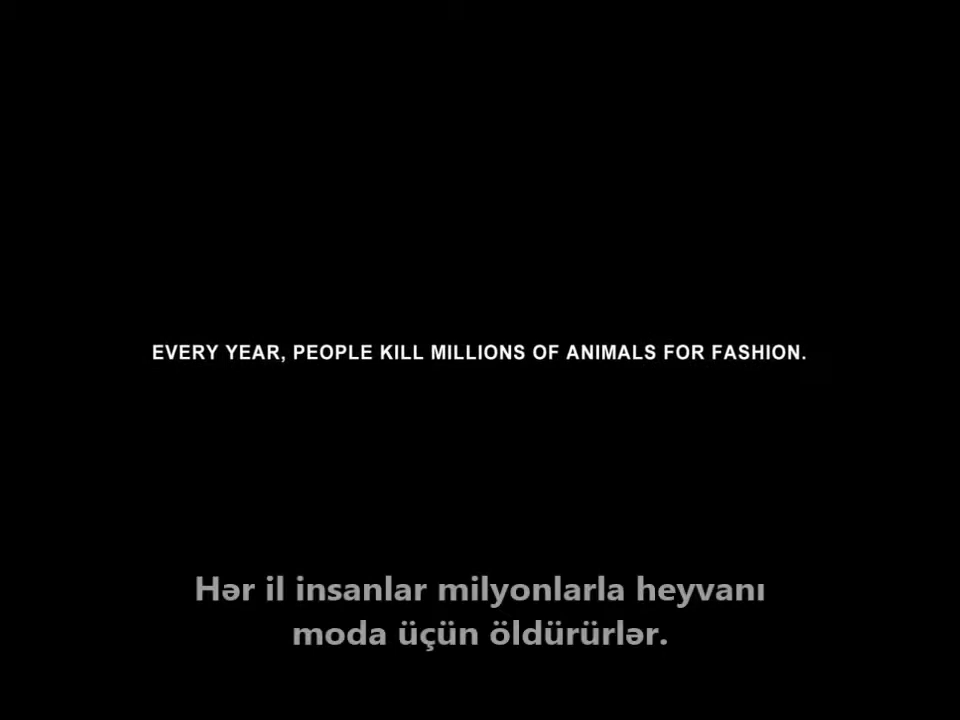 EVERY YEAR, PEOPLE KILL MILLIONS OF ANIMALS FOR FASHION.
Hər il insanlar milyonlarla heyvanı
moda üçün öldürürlər.